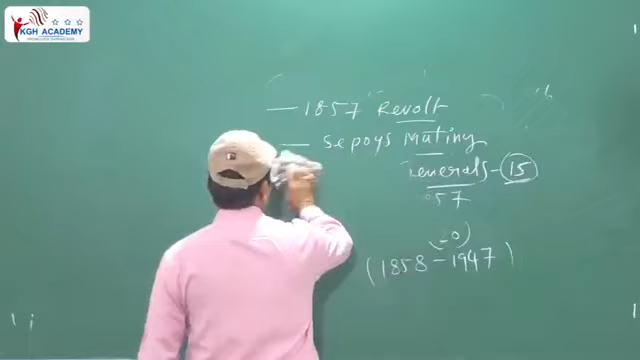 KGH ACADEMY
— 1857 Revolt
— Sepoys Mutiny
Generals - 15
57
(1858 - 1947)